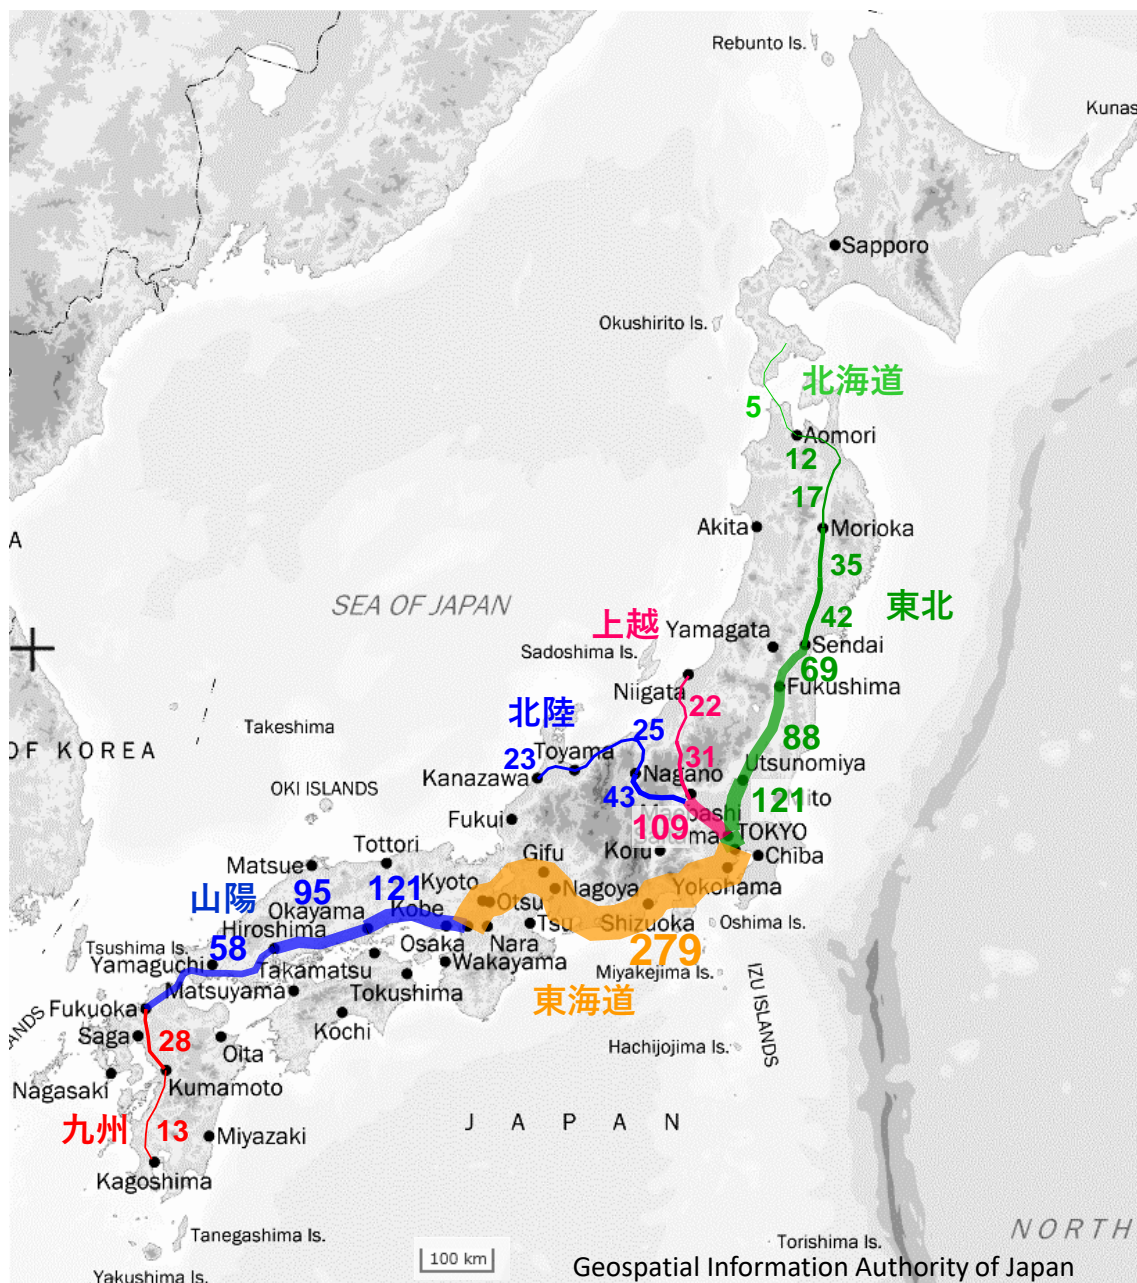 Rebunto Is.
Kunas
Sapporo
Okushirito Is.
北海道
5
Aomori
12
17
Akita
Morioka
A
35
東北
SEA OF JAPAN
42
上越
Yamagata
Sendai
Sadoshima Is.
69
Niigata
Fukushima
22
北陸
25
Takeshima
88
OF KOREA
31
23
Toyama
Utsunomiya
Kanazawa
Nagano
OKI ISLANDS
43
121
Mito
Maebashi
Fukui
109
TOKYO
Tottori
Kofu
Chiba
Matsue
Gifu
95
121
Kyoto
Nagoya
Yokohama
山陽
Otsu
Okayama
Kobe
Shizuoka
Oshima Is.
Hiroshima
Tsu
Tsushima Is.
58
Osaka
Nara
279
Yamaguchi
Takamatsu
Wakayama
Miyakejima Is.
Matsuyama
Tokushima
東海道
IZU ISLANDS
Fukuoka
Kochi
ANDS
Saga
28
Oita
Hachijojima Is.
Nagasaki
Kumamoto
九州
13
J A P A N
Miyazaki
Kagoshima
Tanegashima Is.
NORTH
Torishima Is.
100 km
Yakushima Is.
Geospatial Information Authority of Japan